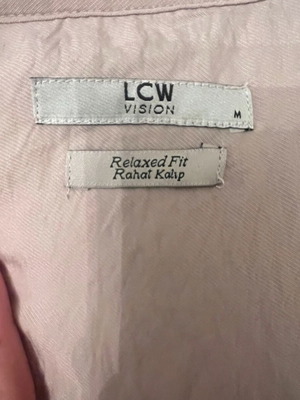 LCW
VISION
M
Relaxed Fit
Rahat Kalıp